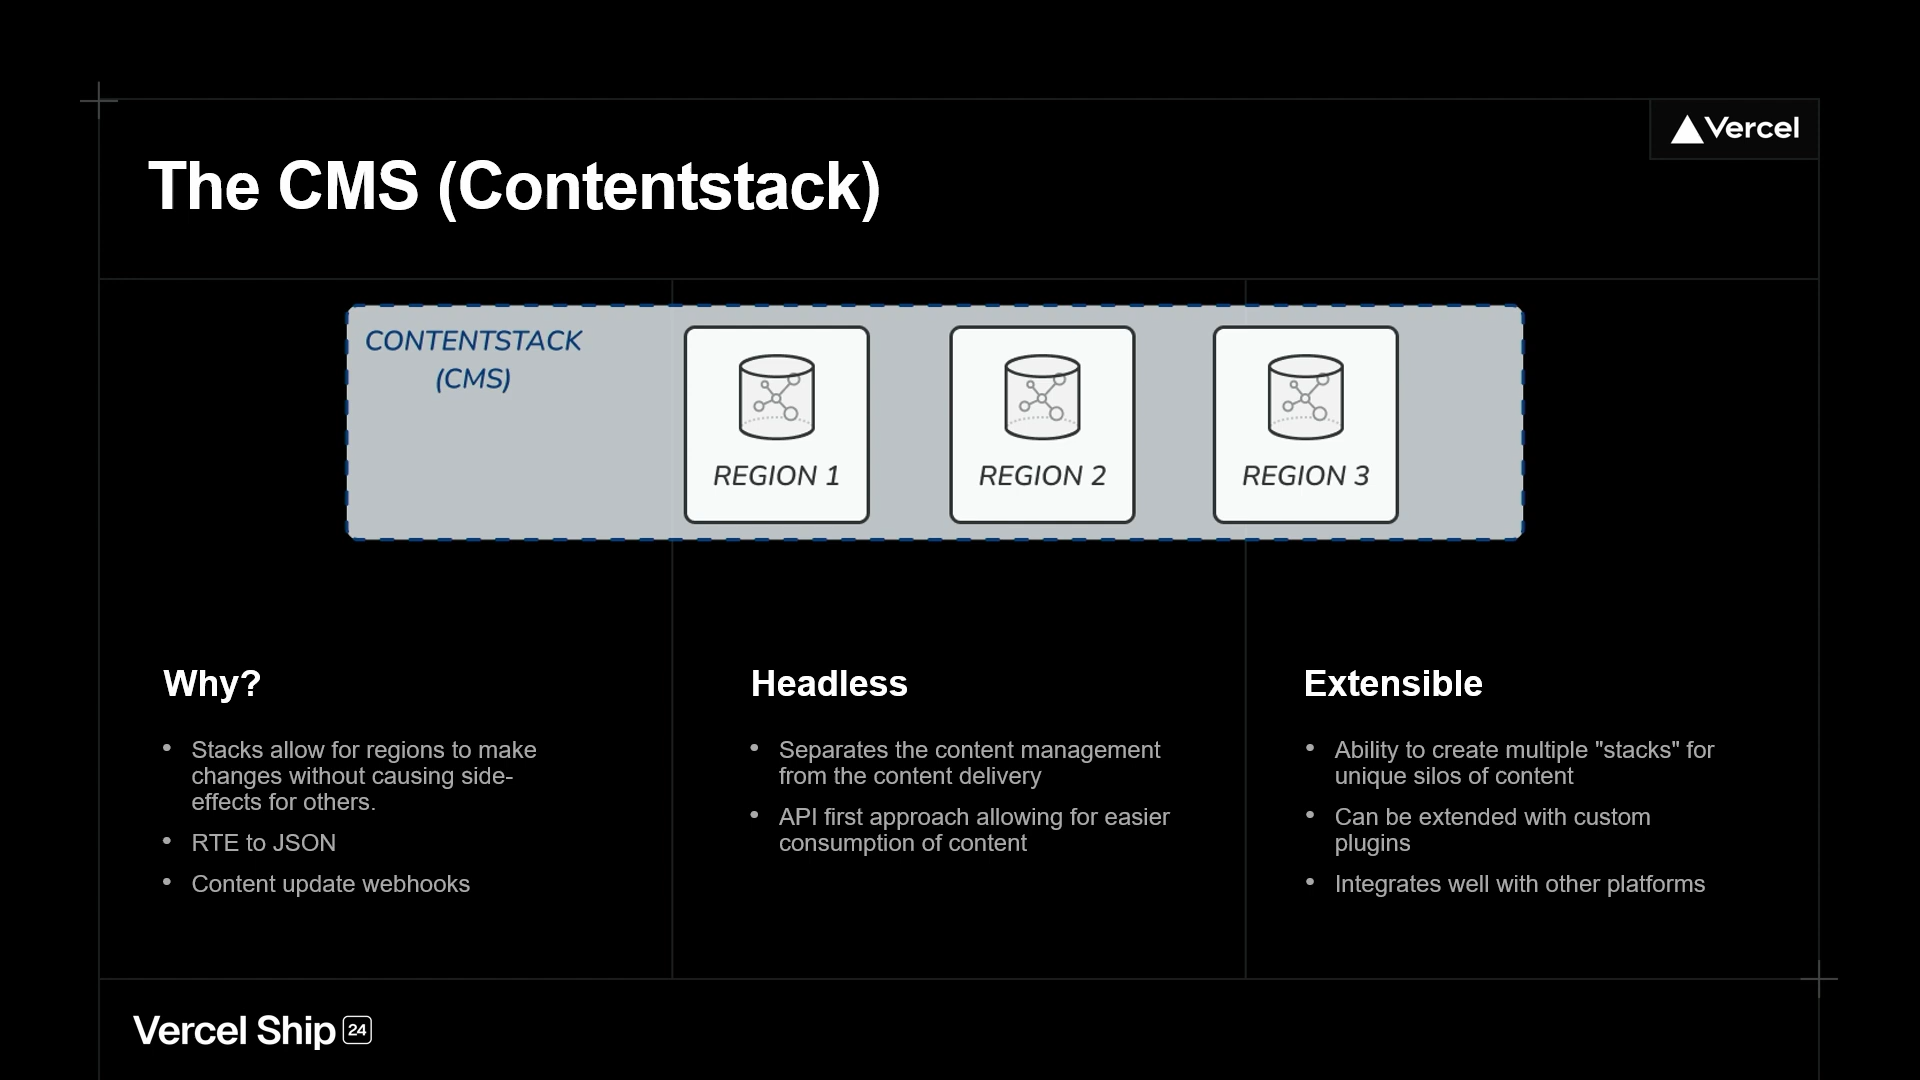 Vercel
The CMS (Contentstack)
CONTENTSTACK
(CMS)
REGION 1
REGION 2
REGION 3
Why?
• Stacks allow for regions to make
changes without causing side-
effects for others.
• RTE to JSON
• Content update webhooks
Headless
• Separates the content management
from the content delivery
• API first approach allowing for easier
consumption of content
Extensible
• Ability to create multiple "stacks" for
unique silos of content
• Can be extended with custom
plugins
• Integrates well with other platforms
Vercel Ship 24